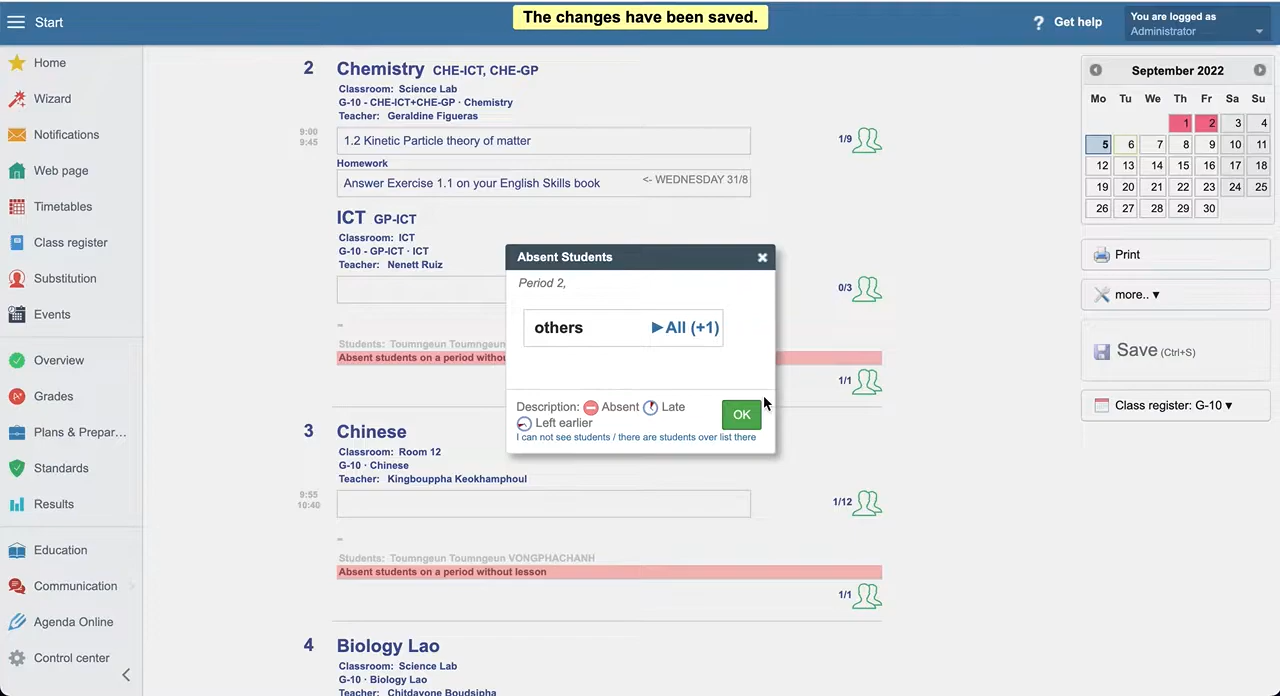 Start
The changes have been saved.
? Get help
You are logged as
Administrator
Home
Wizard
Notifications
Web page
Timetables
Class register
Substitution
Events
Overview
Grades
Plans & Prepar...
Standards
Results
Education
Communication
Agenda Online
Control center
2 Chemistry CHE-ICT, CHE-GP
Classroom: Science Lab
G-10 - CHE-ICT+CHE-GP · Chemistry
Teacher: Geraldine Figueras
9:00
9:45
1.2 Kinetic Particle theory of matter
1/9
Homework
Answer Exercise 1.1 on your English Skills book
<- WEDNESDAY 31/8
ICT GP-ICT
Classroom: ICT
G-10 - GP-ICT · ICT
Teacher: Nenett Ruiz
0/3
Students: Toumngeun Toumngeun
Absent students on a period withou
1/1
Absent Students
Period 2,
others ▶All (+1)
Description: Absent Late
Left earlier
OK
I can not see students / there are students over list there
3 Chinese
Classroom: Room 12
G-10 · Chinese
Teacher: Kingbouppha Keokhamphoul
9:55
10:40
1/12
Students: Toumngeun Toumngeun VONGPHACHANH
Absent students on a period without lesson
1/1
4 Biology Lao
Classroom: Science Lab
G-10 · Biology Lao
Teacher: Chitdavone Boudsipha
September 2022
Mo Tu We Th Fr Sa Su
1 2 3 4
5 6 7 8 9 10 11
12 13 14 15 16 17 18
19 20 21 22 23 24 25
26 27 28 29 30
Print
more.. ▼
Save (Ctrl+S)
Class register: G-10 ▼